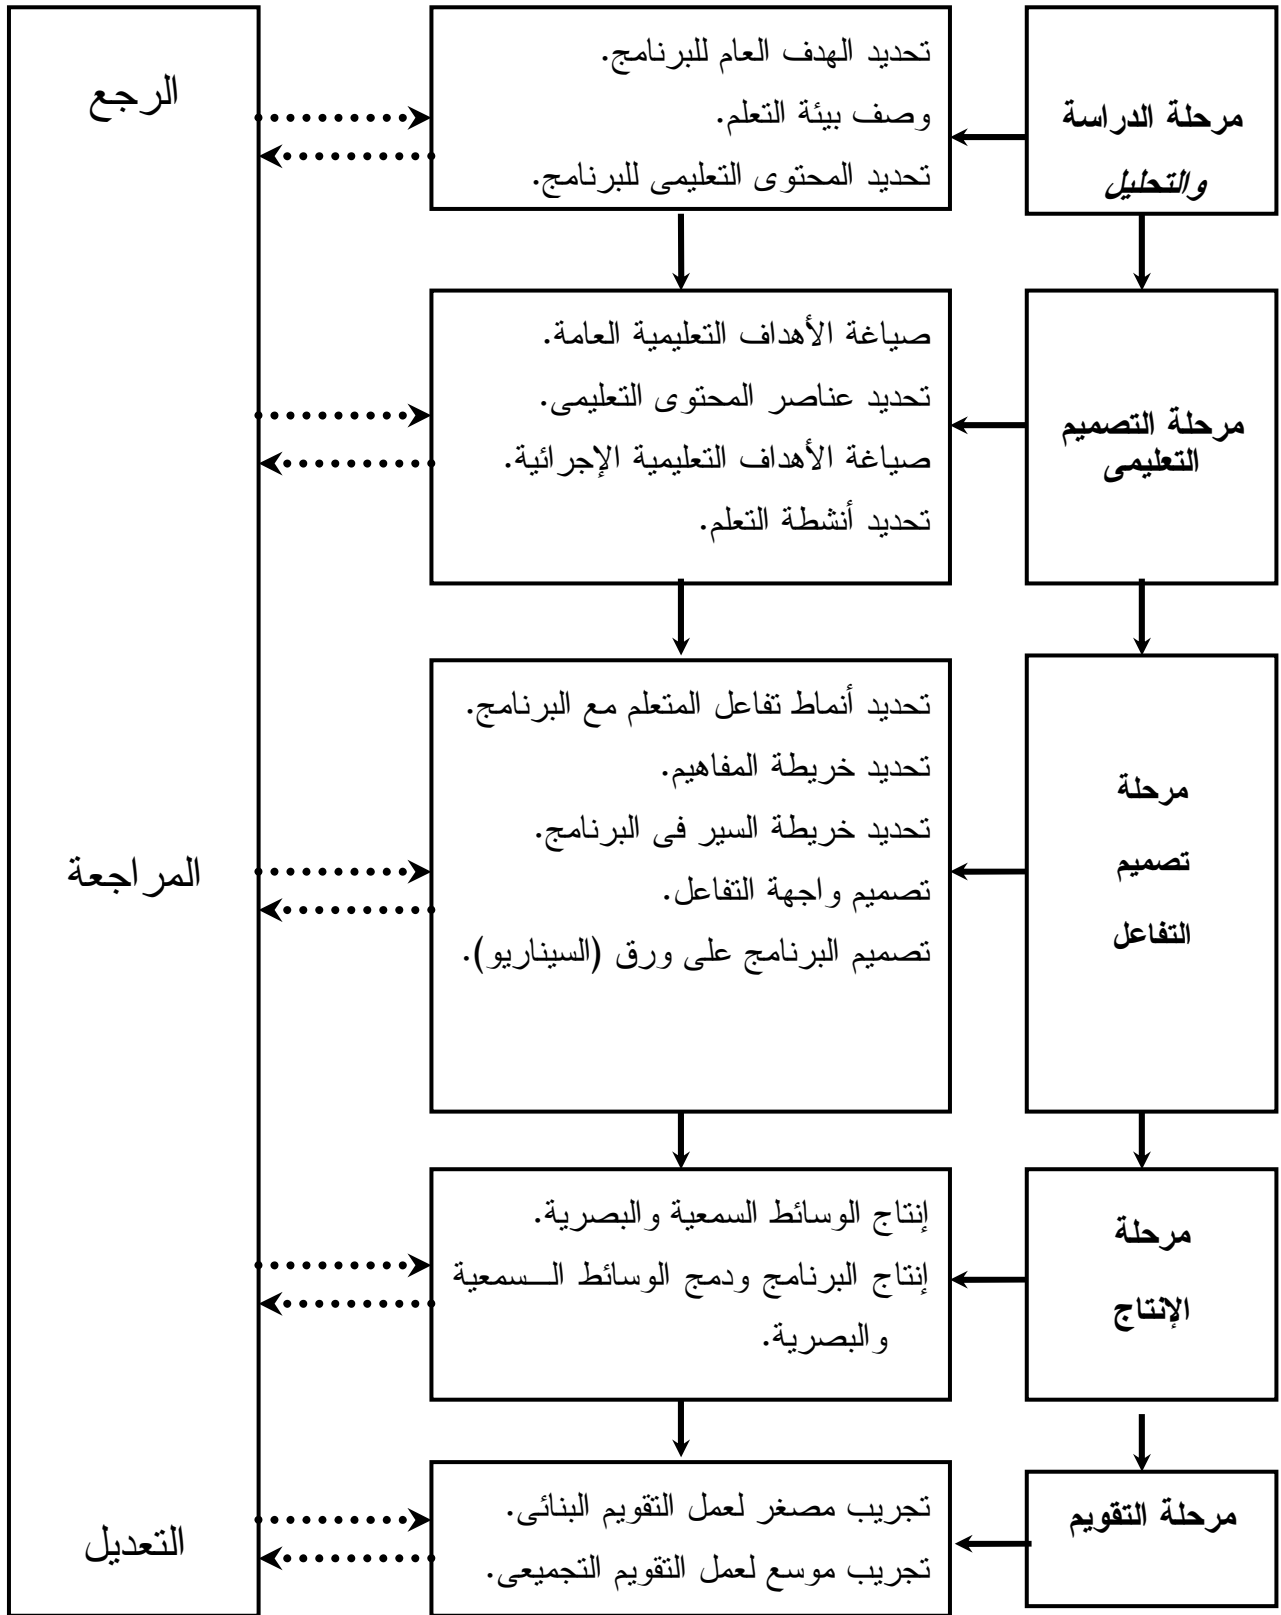 مرحلة الدراسة
والتحليل
تحديد الهدف العام للبرنامج.
وصف بيئة التعلم.
تحديد المحتوى التعليمى للبرنامج.
الرجع
مرحلة التصميم
التعليمى
صياغة الأهداف التعليمية العامة.
تحديد عناصر المحتوى التعليمى.
صياغة الأهداف التعليمية الإجرائية.
تحديد أنشطة التعلم.
مرحلة
تصميم
التفاعل
تحديد أنماط تفاعل المتعلم مع البرنامج.
تحديد خريطة المفاهيم.
تحديد خريطة السير فى البرنامج.
تصميم واجهة التفاعل.
تصميم البرنامج على ورق (السيناريو).
المراجعة
مرحلة
الإنتاج
إنتاج الوسائط السمعية والبصرية.
إنتاج البرنامج ودمج الوسائط الـــسمعية
والبصرية.
مرحلة التقويم
تجريب مصغر لعمل التقويم البنائى.
تجريب موسع لعمل التقويم التجميعى.
التعديل